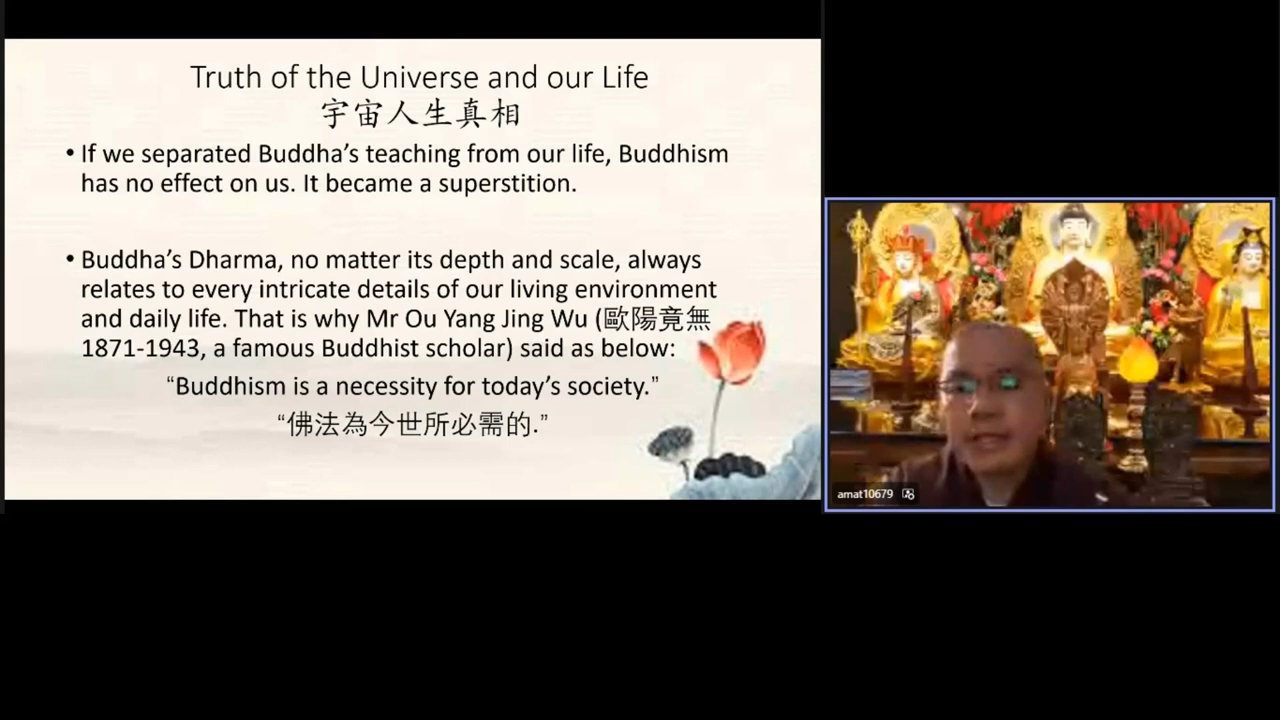 Truth of the Universe and our Life
宇宙人生真相
• If we separated Buddha’s teaching from our life, Buddhism
has no effect on us. It became a superstition.
• Buddha’s Dharma, no matter its depth and scale, always
relates to every intricate details of our living environment
and daily life. That is why Mr Ou Yang Jing Wu (歐陽竟無
1871-1943, a famous Buddhist scholar) said as below:
“Buddhism is a necessity for today’s society.”
“佛法為今世所必需的.”
amat10679